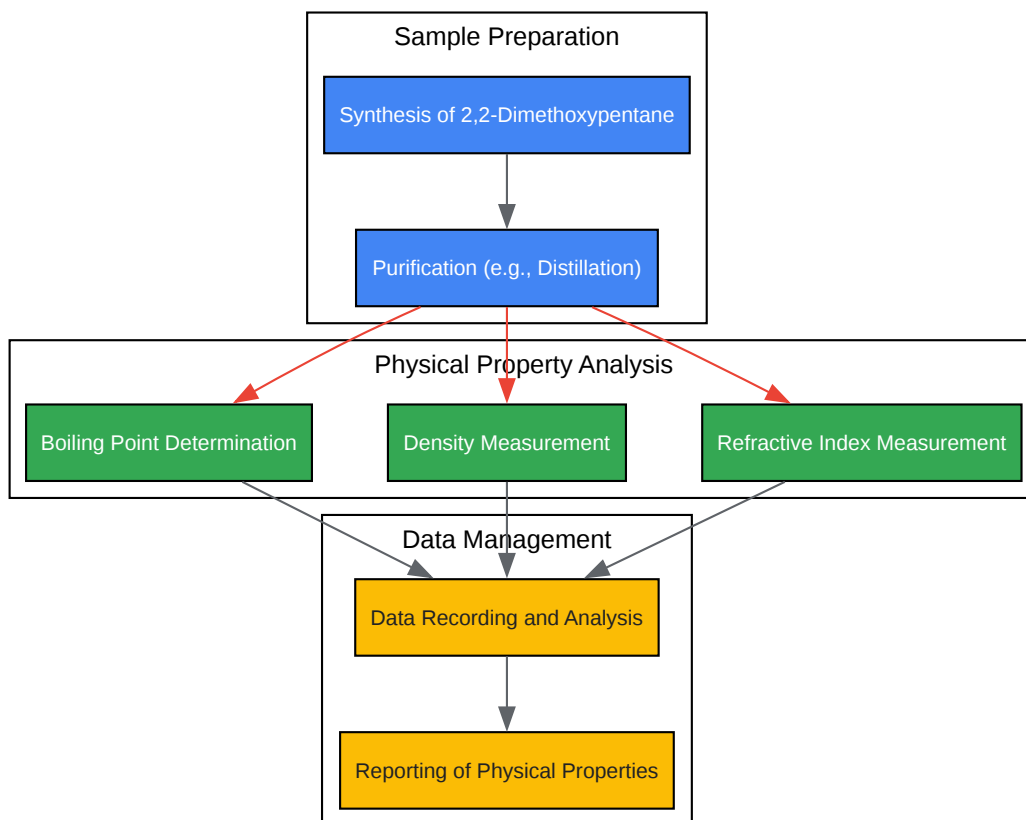 Sample Preparation
Synthesis of 2,2-Dimethoxypentane
Purification (e.g., Distillation)
Physical Property Analysis
Boiling Point Determination
Density Measurement
Refractive Index Measurement
Data Management
Data Recording and Analysis
Reporting of Physical Properties